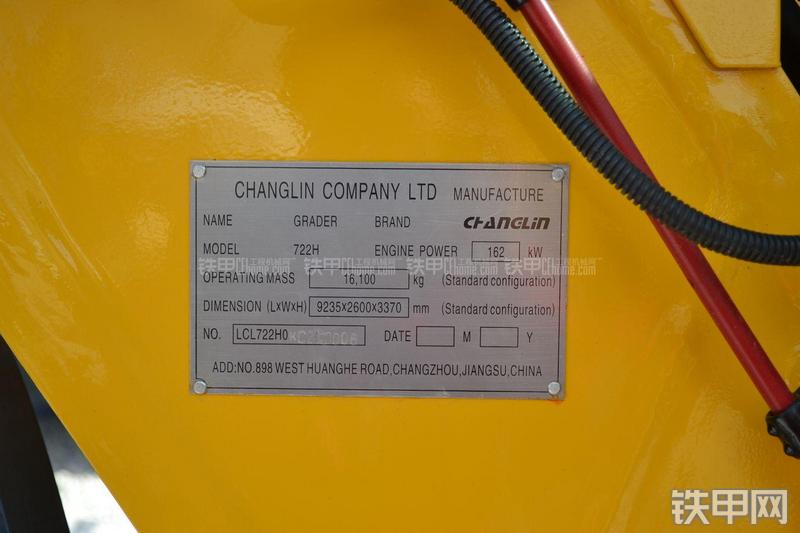 CHANGLIN COMPANY LTD MANUFACTURE
NAME GRADER BRAND CHANGLIN
MODEL 722H ENGINE POWER 162 kW
OPERATING MASS 16,100 kg (Standard configuration)
DIMENSION (LxWxH) 9235x2600x3370 mm (Standard configuration)
NO. LCL722H0 DATE M Y
ADD:NO.898 WEST HUANGHE ROAD,CHANGZHOU,JIANGSU,CHINA
铁甲网